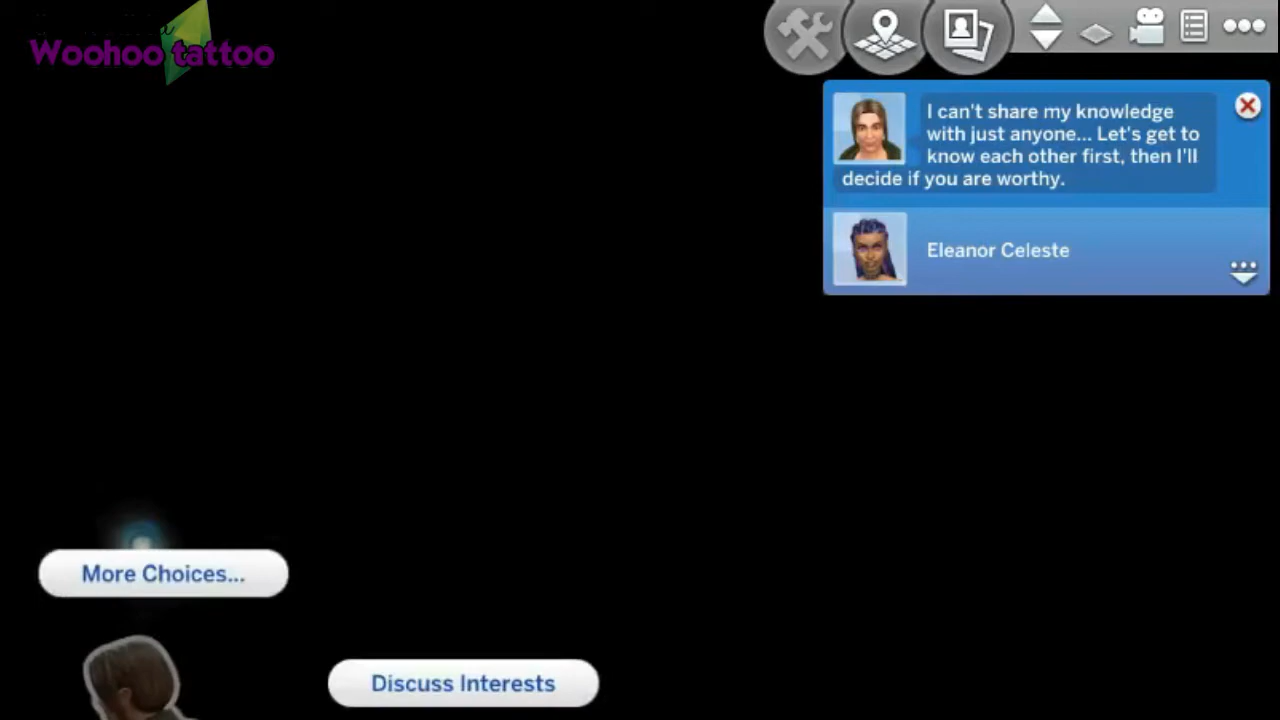 Woohoo tattoo
I can't share my knowledge
with just anyone... Let's get to
know each other first, then I'll
decide if you are worthy.
Eleanor Celeste
More Choices...
Discuss Interests